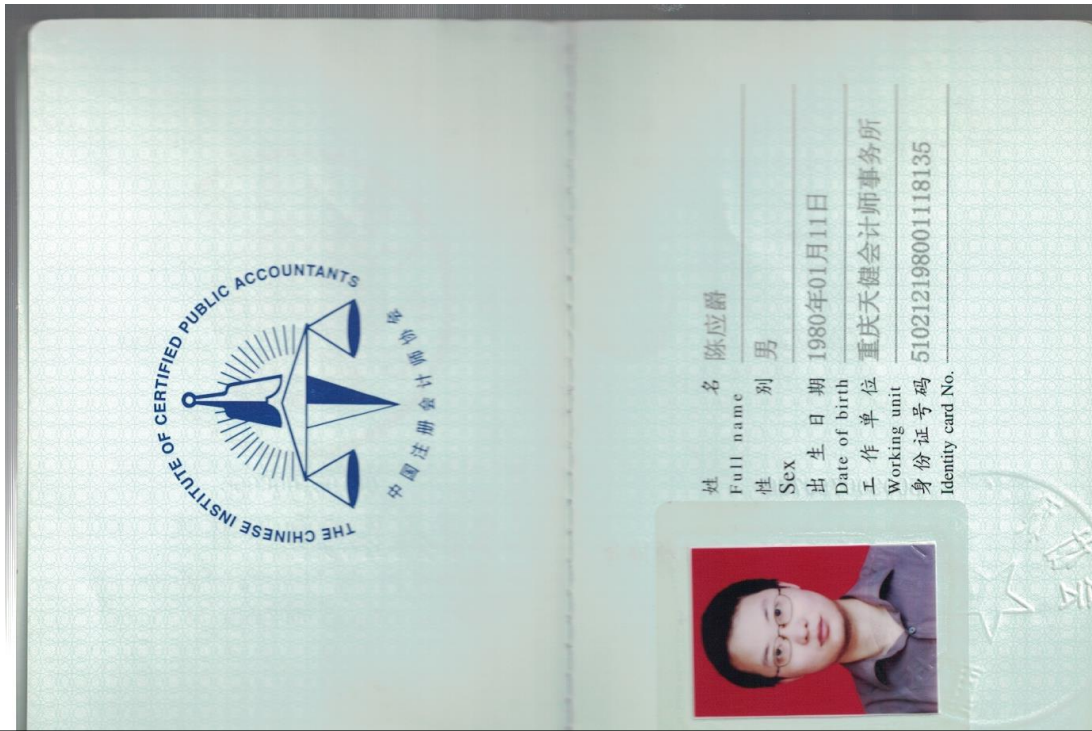 THE CHINESE INSTITUTE OF CERTIFIED PUBLIC ACCOUNTANTS
中国注册会计师协会
姓 名 陈应爵
Full name
性 别 男
Sex
出生日期 1980年01月11日
Date of birth
工作单位 重庆天健会计师事务所
Working unit
身份证号码 510212198001118135
Identity card No.